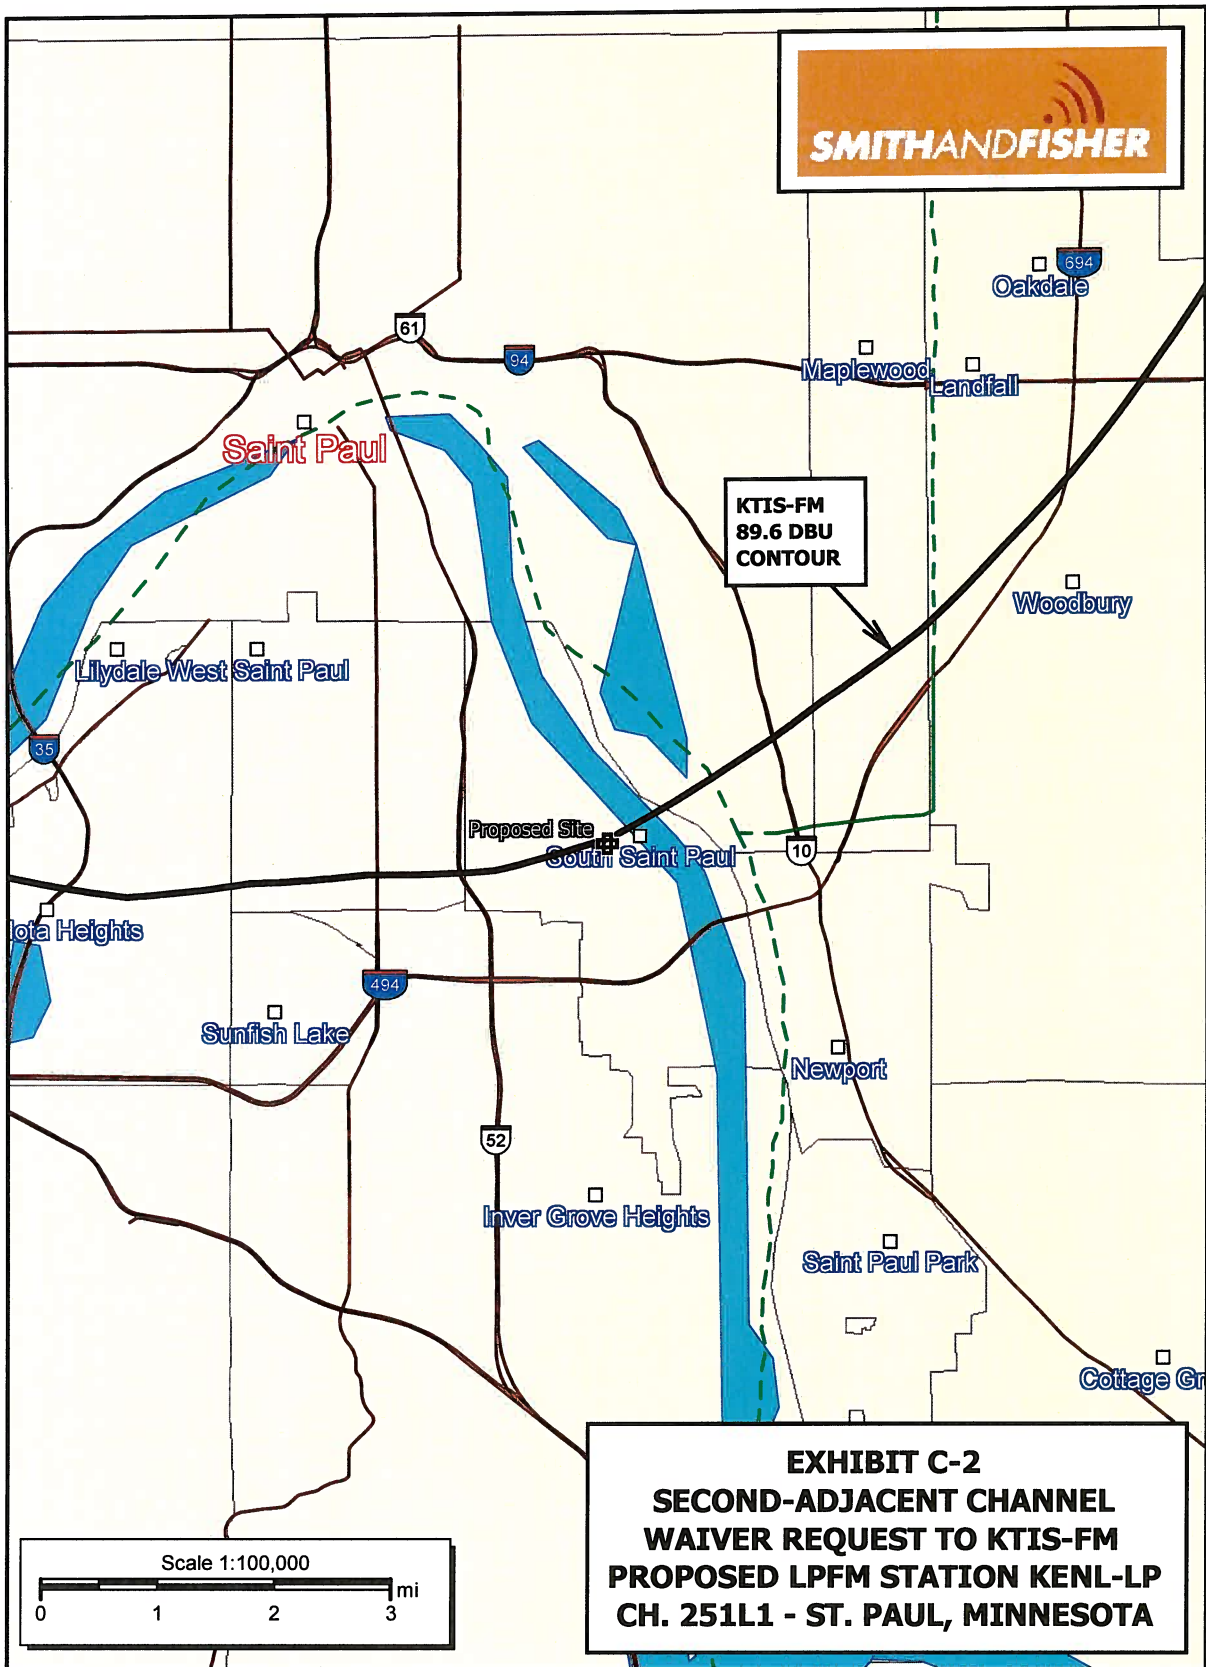 SMITHANDFISHER
694
Oakdale
61
94
Maplewood
Landfall
Saint Paul
KTIS-FM
89.6 DBU
CONTOUR
Woodbury
Lilydale West Saint Paul
35
Proposed Site
South Saint Paul
10
lota Heights
494
Sunfish Lake
Newport
52
Inver Grove Heights
Saint Paul Park
Cottage Gr
EXHIBIT C-2
SECOND-ADJACENT CHANNEL
WAIVER REQUEST TO KTIS-FM
PROPOSED LPFM STATION KENL-LP
CH. 251L1 - ST. PAUL, MINNESOTA
Scale 1:100,000
mi
0 1 2 3